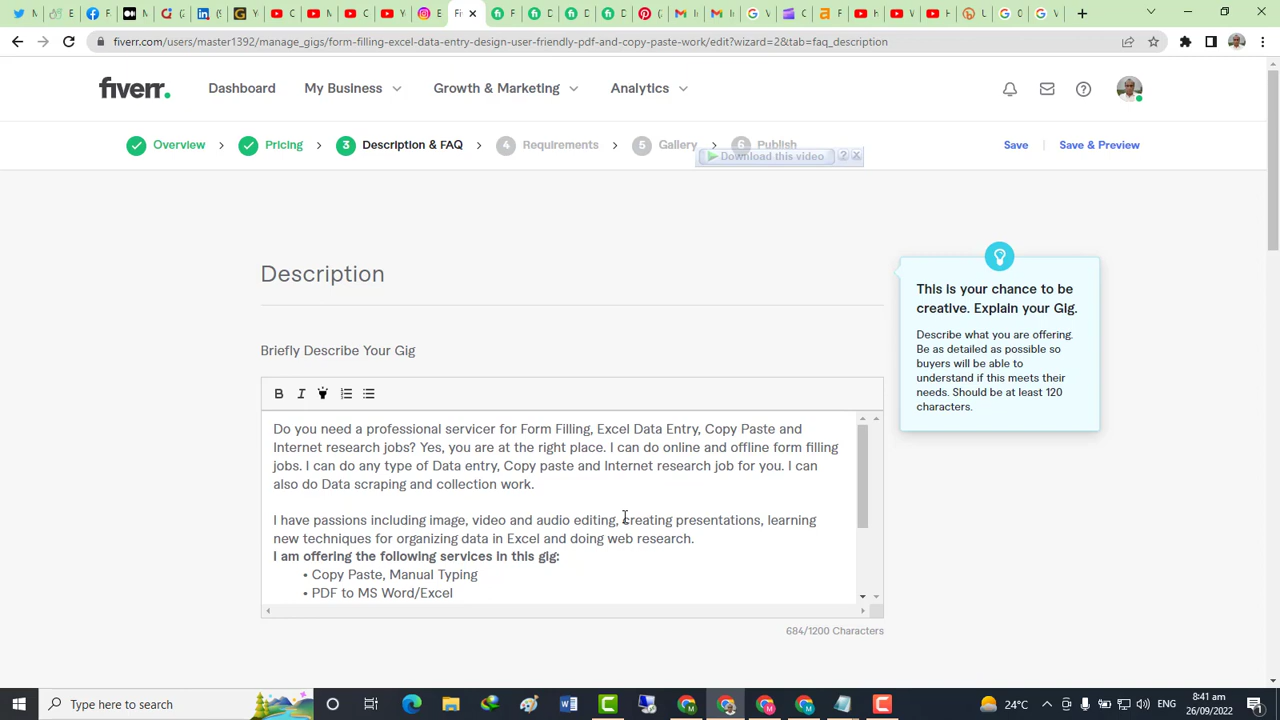 fiverr.com/users/master1392/manage_gigs/form-filling-excel-data-entry-design-user-friendly-pdf-and-copy-paste-work/edit?wizard=2&tab=faq_description
fiverr.
Dashboard
My Business
Growth & Marketing
Analytics
Overview
Pricing
3 Description & FAQ
4 Requirements
5 Gallery
6 Publish
Save
Save & Preview
Download this video
Description
This is your chance to be
creative. Explain your Gig.
Describe what you are offering.
Be as detailed as possible so
buyers will be able to
understand if this meets their
needs. Should be at least 120
characters.
Briefly Describe Your Gig
Do you need a professional servicer for Form Filling, Excel Data Entry, Copy Paste and
Internet research jobs? Yes, you are at the right place. I can do online and offline form filling
jobs. I can do any type of Data entry, Copy paste and Internet research job for you. I can
also do Data scraping and collection work.
I have passions including image, video and audio editing, creating presentations, learning
new techniques for organizing data in Excel and doing web research.
I am offering the following services in this gig:
• Copy Paste, Manual Typing
• PDF to MS Word/Excel
684/1200 Characters
Type here to search
24°C
ENG
8:41 am
26/09/2022